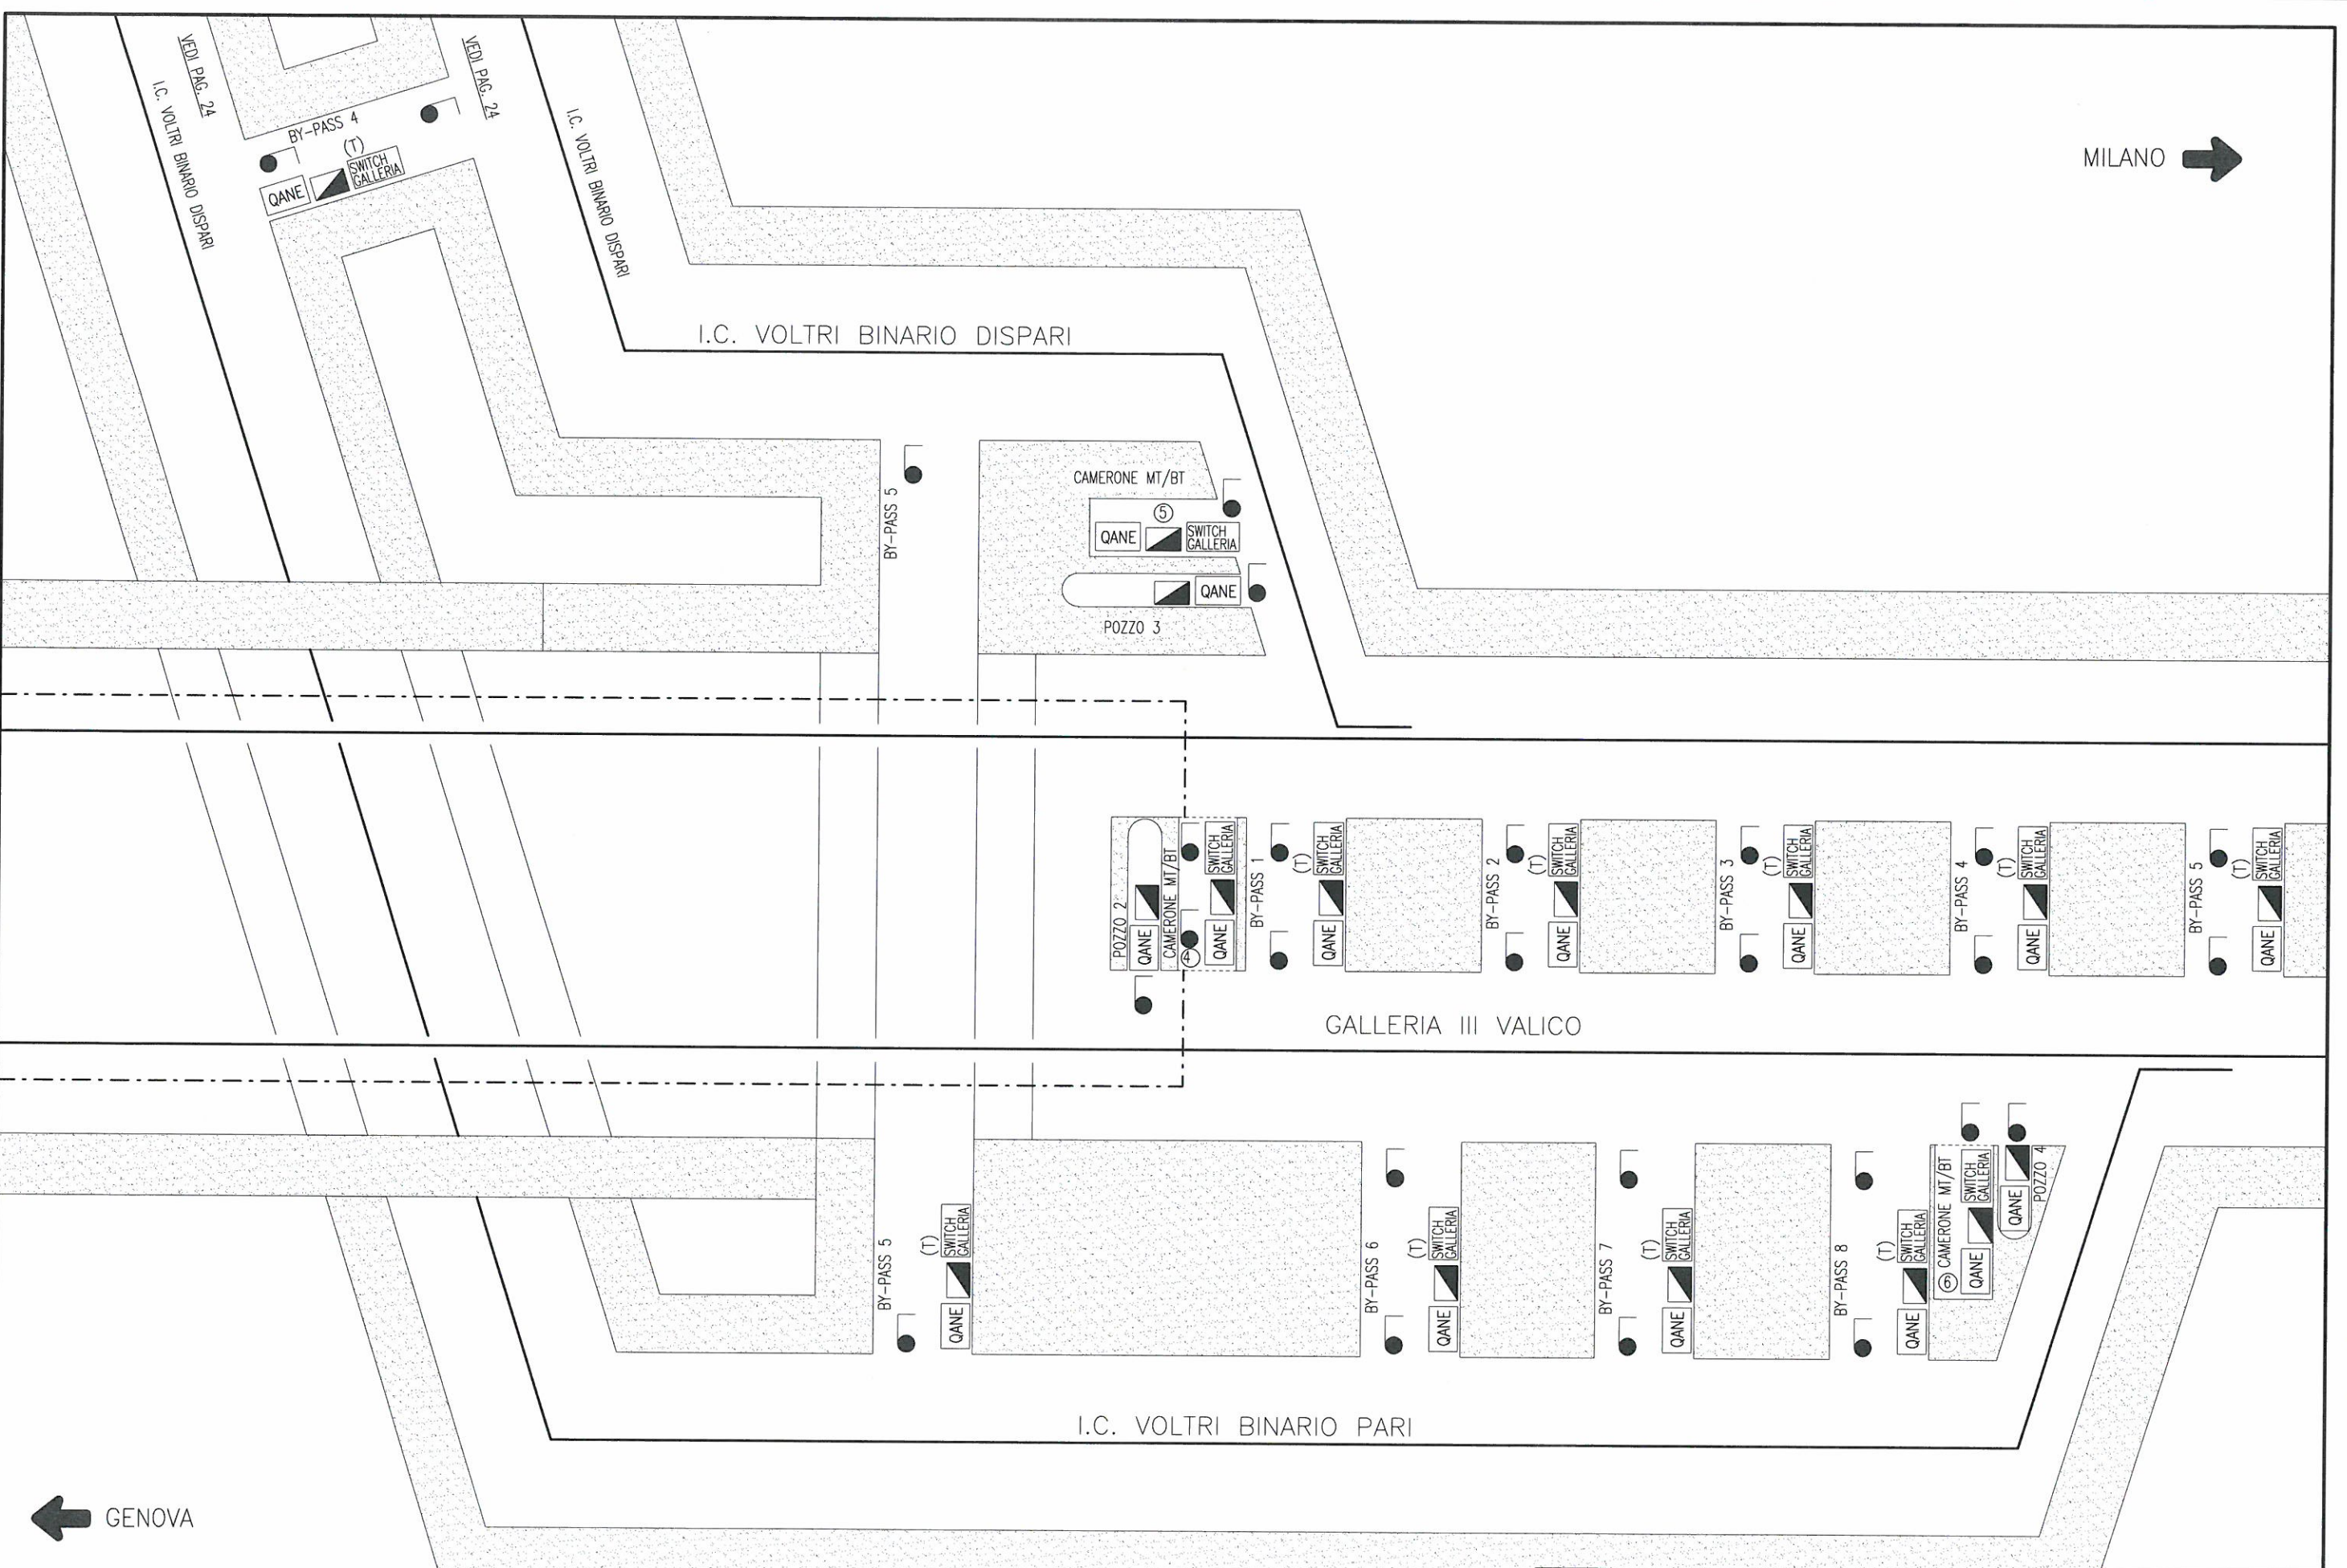 VEDI PAG. 24
I.C. VOLTRI BINARIO DISPARI
BY-PASS 4
(T)
QANE
SWITCH
GALLERIA
VEDI PAG. 24
I.C. VOLTRI BINARIO DISPARI
MILANO
I.C. VOLTRI BINARIO DISPARI
BY-PASS 5
CAMERONE MT/BT
5
QANE
SWITCH
GALLERIA
QANE
POZZO 3
POZZO 2
QANE
CAMERONE MT/BT
4
SWITCH
GALLERIA
QANE
BY-PASS 1
(T)
SWITCH
GALLERIA
QANE
BY-PASS 2
(T)
SWITCH
GALLERIA
QANE
BY-PASS 3
(T)
SWITCH
GALLERIA
QANE
BY-PASS 4
(T)
SWITCH
GALLERIA
QANE
BY-PASS 5
(T)
SWITCH
GALLERIA
QANE
GALLERIA III VALICO
BY-PASS 5
(T)
SWITCH
GALLERIA
QANE
BY-PASS 6
(T)
SWITCH
GALLERIA
QANE
BY-PASS 7
(T)
SWITCH
GALLERIA
QANE
BY-PASS 8
(T)
SWITCH
GALLERIA
QANE
6 CAMERONE MT/BT
SWITCH
GALLERIA
QANE
QANE
POZZO 4
I.C. VOLTRI BINARIO PARI
GENOVA